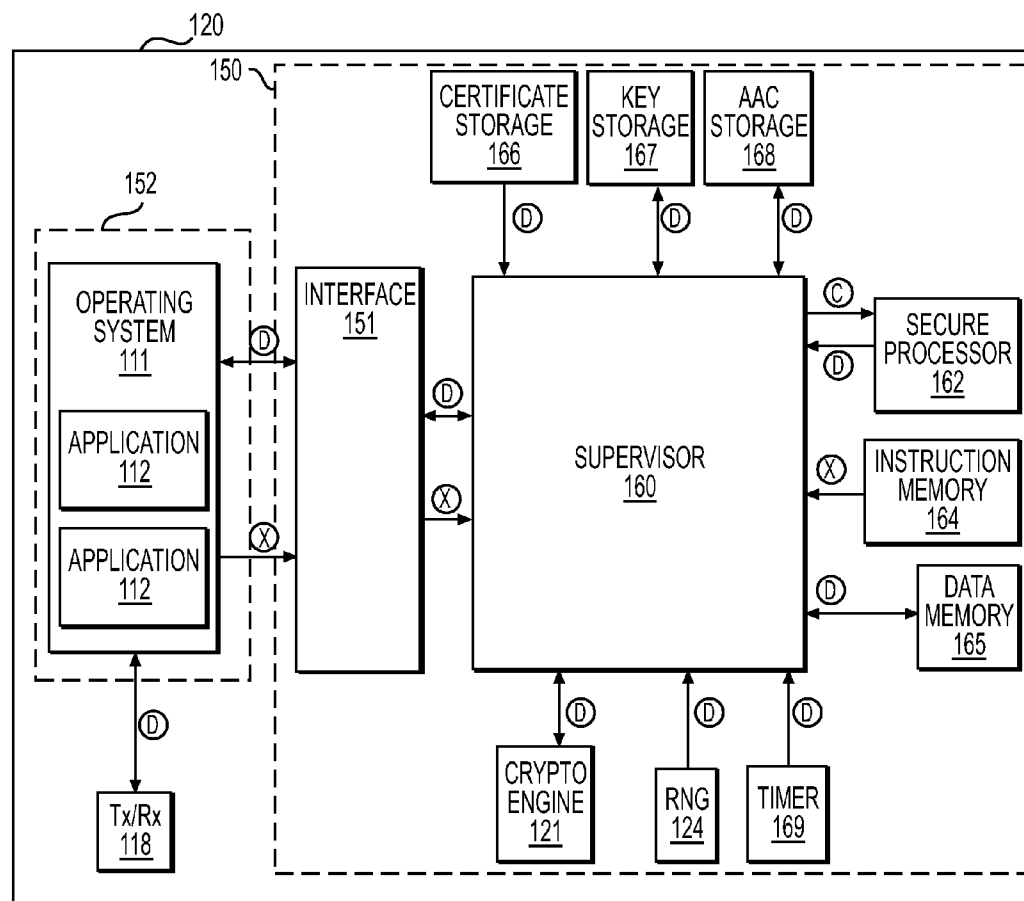 120
150
CERTIFICATE
STORAGE
166
KEY
STORAGE
167
AAC
STORAGE
168
D
D
D
152
OPERATING
SYSTEM
111
APPLICATION
112
APPLICATION
112
D
X
INTERFACE
151
D
X
SUPERVISOR
160
C
D
SECURE
PROCESSOR
162
X
INSTRUCTION
MEMORY
164
D
DATA
MEMORY
165
D
Tx/Rx
118
D
D
D
CRYPTO
ENGINE
121
RNG
124
TIMER
169